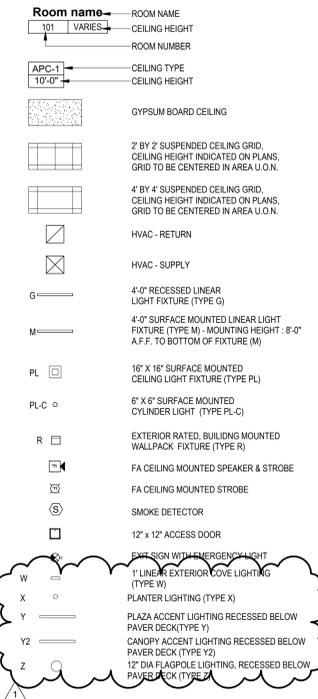 Room name
ROOM NAME
101 VARIES
CEILING HEIGHT
ROOM NUMBER
APC-1
CEILING TYPE
10'-0"
CEILING HEIGHT
GYPSUM BOARD CEILING
2' BY 2' SUSPENDED CEILING GRID,
CEILING HEIGHT INDICATED ON PLANS,
GRID TO BE CENTERED IN AREA U.O.N.
4' BY 4' SUSPENDED CEILING GRID,
CEILING HEIGHT INDICATED ON PLANS,
GRID TO BE CENTERED IN AREA U.O.N.
HVAC - RETURN
HVAC - SUPPLY
G
4'-0" RECESSED LINEAR
LIGHT FIXTURE (TYPE G)
M
4'-0" SURFACE MOUNTED LINEAR LIGHT
FIXTURE (TYPE M) - MOUNTING HEIGHT : 8'-0"
A.F.F. TO BOTTOM OF FIXTURE (M)
PL
16" X 16" SURFACE MOUNTED
CEILING LIGHT FIXTURE (TYPE PL)
PL-C
6" X 6" SURFACE MOUNTED
CYLINDER LIGHT (TYPE PL-C)
R
EXTERIOR RATED, BUILIDNG MOUNTED
WALLPACK FIXTURE (TYPE R)
FA CEILING MOUNTED SPEAKER & STROBE
FA CEILING MOUNTED STROBE
S
SMOKE DETECTOR
12" x 12" ACCESS DOOR
EXIT SIGN WITH EMERGENCY LIGHT
W
1' LINEAR EXTERIOR COVE LIGHTING
(TYPE W)
X
PLANTER LIGHTING (TYPE X)
Y
PLAZA ACCENT LIGHTING RECESSED BELOW
PAVER DECK(TYPE Y)
Y2
CANOPY ACCENT LIGHTING RECESSED BELOW
PAVER DECK (TYPE Y2)
Z
12" DIA FLAGPOLE LIGHTING, RECESSED BELOW
PAVER DECK (TYPE Z)
1